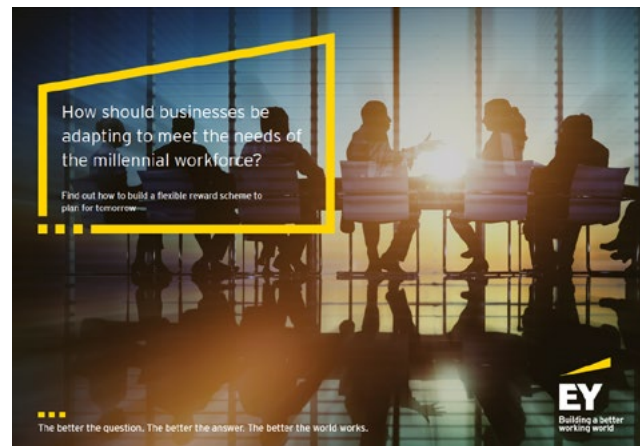 How should businesses be
adapting to meet the needs of
the millennial workforce?
Find out how to build a flexible reward scheme to
plan for tomorrow
The better the question. The better the answer. The better the world works.
EY
Building a better
working world